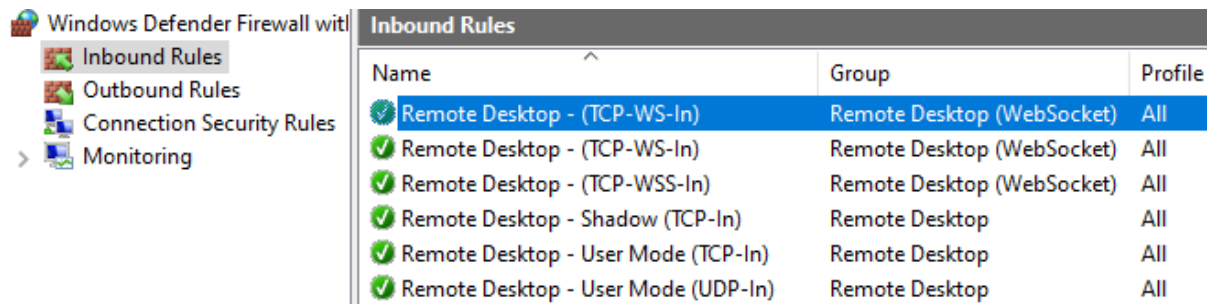 Windows Defender Firewall with
Inbound Rules
Outbound Rules
Connection Security Rules
Monitoring
Inbound Rules
Name Group Profile
Remote Desktop - (TCP-WS-In) Remote Desktop (WebSocket) All
Remote Desktop - (TCP-WS-In) Remote Desktop (WebSocket) All
Remote Desktop - (TCP-WSS-In) Remote Desktop (WebSocket) All
Remote Desktop - Shadow (TCP-In) Remote Desktop All
Remote Desktop - User Mode (TCP-In) Remote Desktop All
Remote Desktop - User Mode (UDP-In) Remote Desktop All